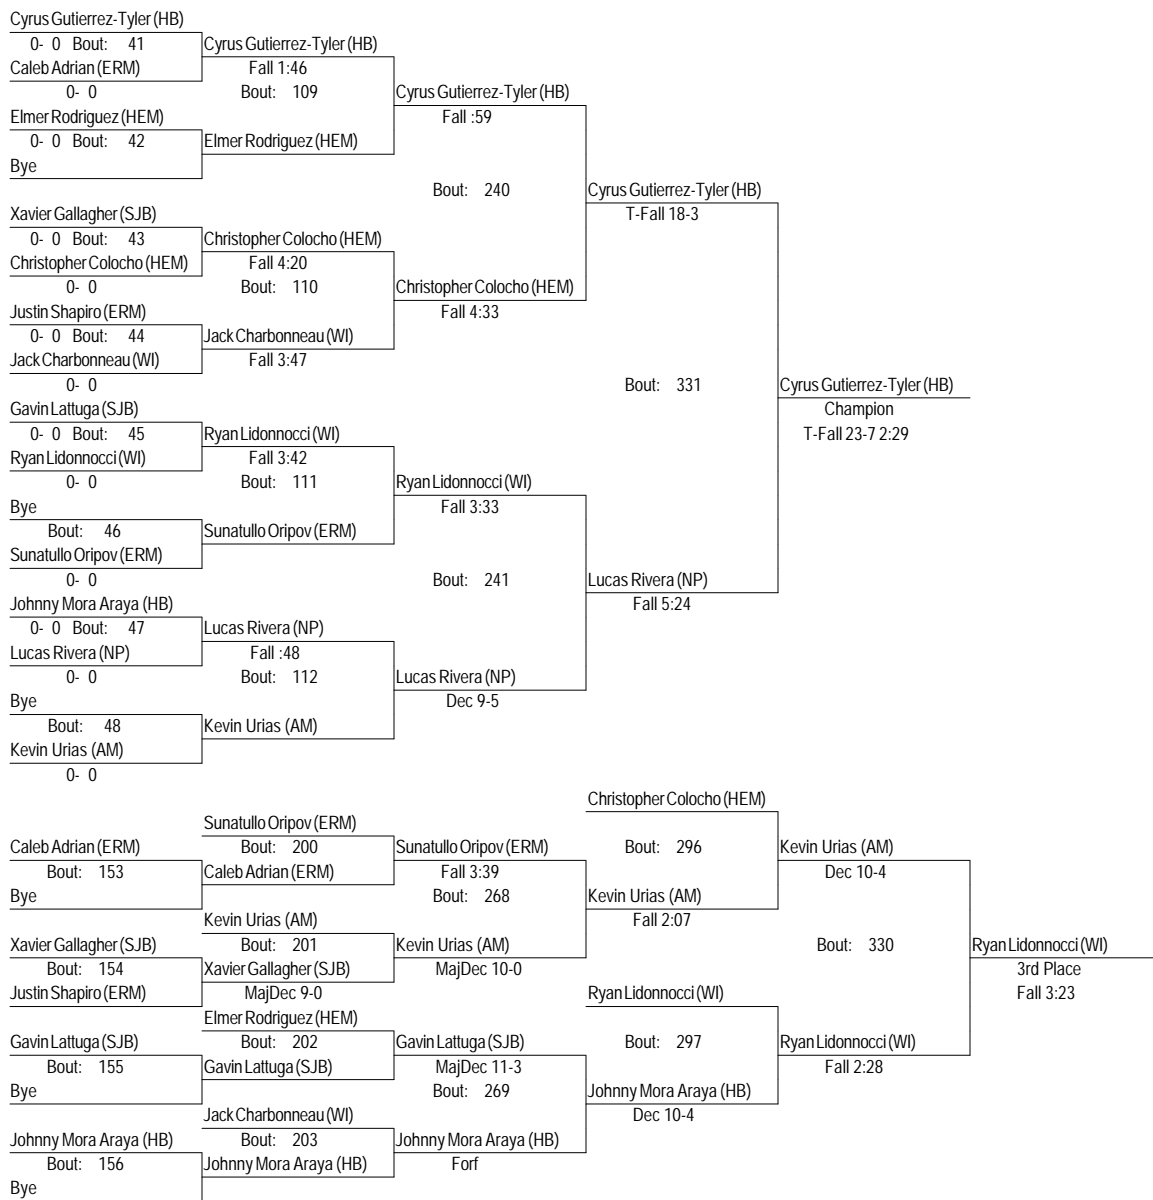 Cyrus Gutierrez-Tyler (HB)
0- 0 Bout: 41 Cyrus Gutierrez-Tyler (HB)
Caleb Adrian (ERM) Fall 1:46
0- 0 Bout: 109 Cyrus Gutierrez-Tyler (HB)
Elmer Rodriguez (HEM) Fall :59
0- 0 Bout: 42 Elmer Rodriguez (HEM)
Bye
Bout: 240 Cyrus Gutierrez-Tyler (HB)
Xavier Gallagher (SJB) T-Fall 18-3
0- 0 Bout: 43 Christopher Colocho (HEM)
Christopher Colocho (HEM) Fall 4:20
0- 0 Bout: 110 Christopher Colocho (HEM)
Justin Shapiro (ERM) Fall 4:33
0- 0 Bout: 44 Jack Charbonneau (WI)
Jack Charbonneau (WI) Fall 3:47
0- 0 Bout: 331 Cyrus Gutierrez-Tyler (HB)
Gavin Lattuga (SJB) Champion
0- 0 Bout: 45 Ryan Lidonnocci (WI) T-Fall 23-7 2:29
Ryan Lidonnocci (WI) Fall 3:42
0- 0 Bout: 111 Ryan Lidonnocci (WI)
Bye Fall 3:33
Bout: 46 Sunatullo Oripov (ERM)
Sunatullo Oripov (ERM)
0- 0 Bout: 241 Lucas Rivera (NP)
Johnny Mora Araya (HB) Fall 5:24
0- 0 Bout: 47 Lucas Rivera (NP)
Lucas Rivera (NP) Fall :48
0- 0 Bout: 112 Lucas Rivera (NP)
Bye Dec 9-5
Bout: 48 Kevin Urias (AM)
Kevin Urias (AM)
0- 0
Christopher Colocho (HEM)
Sunatullo Oripov (ERM)
Caleb Adrian (ERM) Bout: 200 Sunatullo Oripov (ERM) Bout: 296 Kevin Urias (AM)
Bout: 153 Caleb Adrian (ERM) Fall 3:39 Dec 10-4
Bye Bout: 268 Kevin Urias (AM)
Kevin Urias (AM) Fall 2:07
Xavier Gallagher (SJB) Bout: 201 Kevin Urias (AM) Bout: 330 Ryan Lidonnocci (WI)
Bout: 154 Xavier Gallagher (SJB) MajDec 10-0 3rd Place
Justin Shapiro (ERM) MajDec 9-0 Ryan Lidonnocci (WI) Fall 3:23
Elmer Rodriguez (HEM)
Gavin Lattuga (SJB) Bout: 202 Gavin Lattuga (SJB) Bout: 297 Ryan Lidonnocci (WI)
Bout: 155 Gavin Lattuga (SJB) MajDec 11-3 Fall 2:28
Bye Bout: 269 Johnny Mora Araya (HB)
Jack Charbonneau (WI) Dec 10-4
Johnny Mora Araya (HB) Bout: 203 Johnny Mora Araya (HB)
Bout: 156 Johnny Mora Araya (HB) Forf
Bye